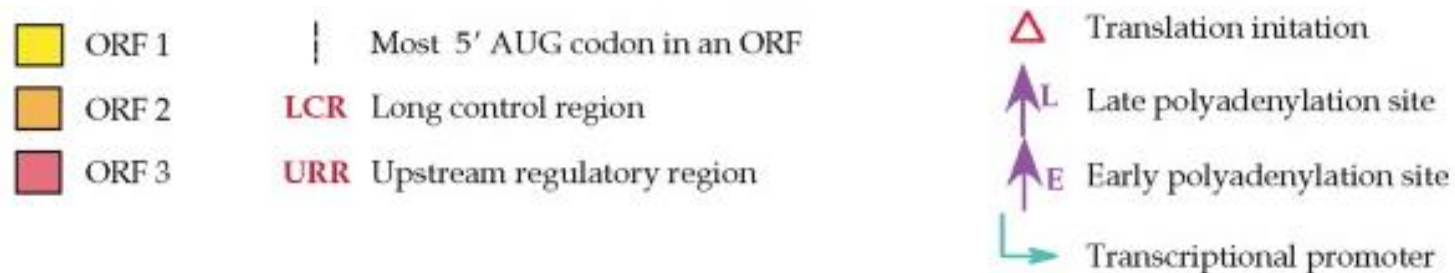 ORF 1
ORF 2
ORF 3
Most 5′ AUG codon in an ORF
LCR Long control region
URR Upstream regulatory region
Translation initation
L Late polyadenylation site
E Early polyadenylation site
Transcriptional promoter